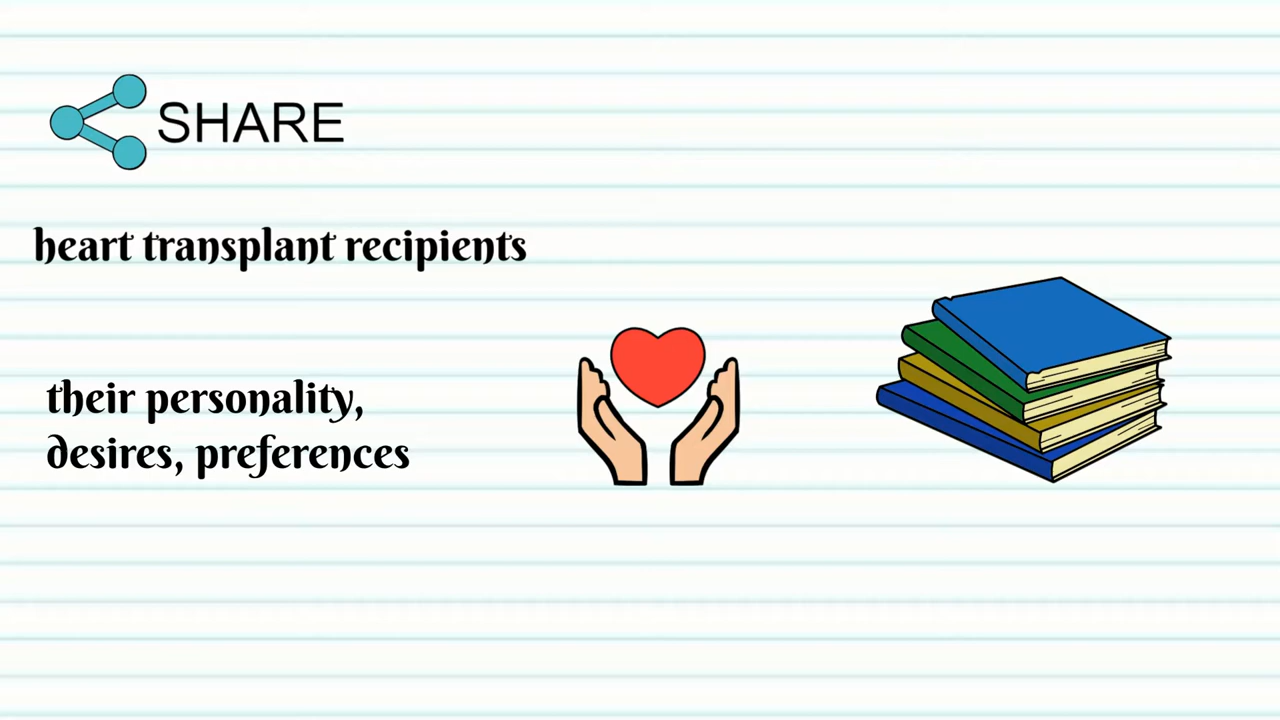 SHARE
heart transplant recipients
their personality,
desires, preferences